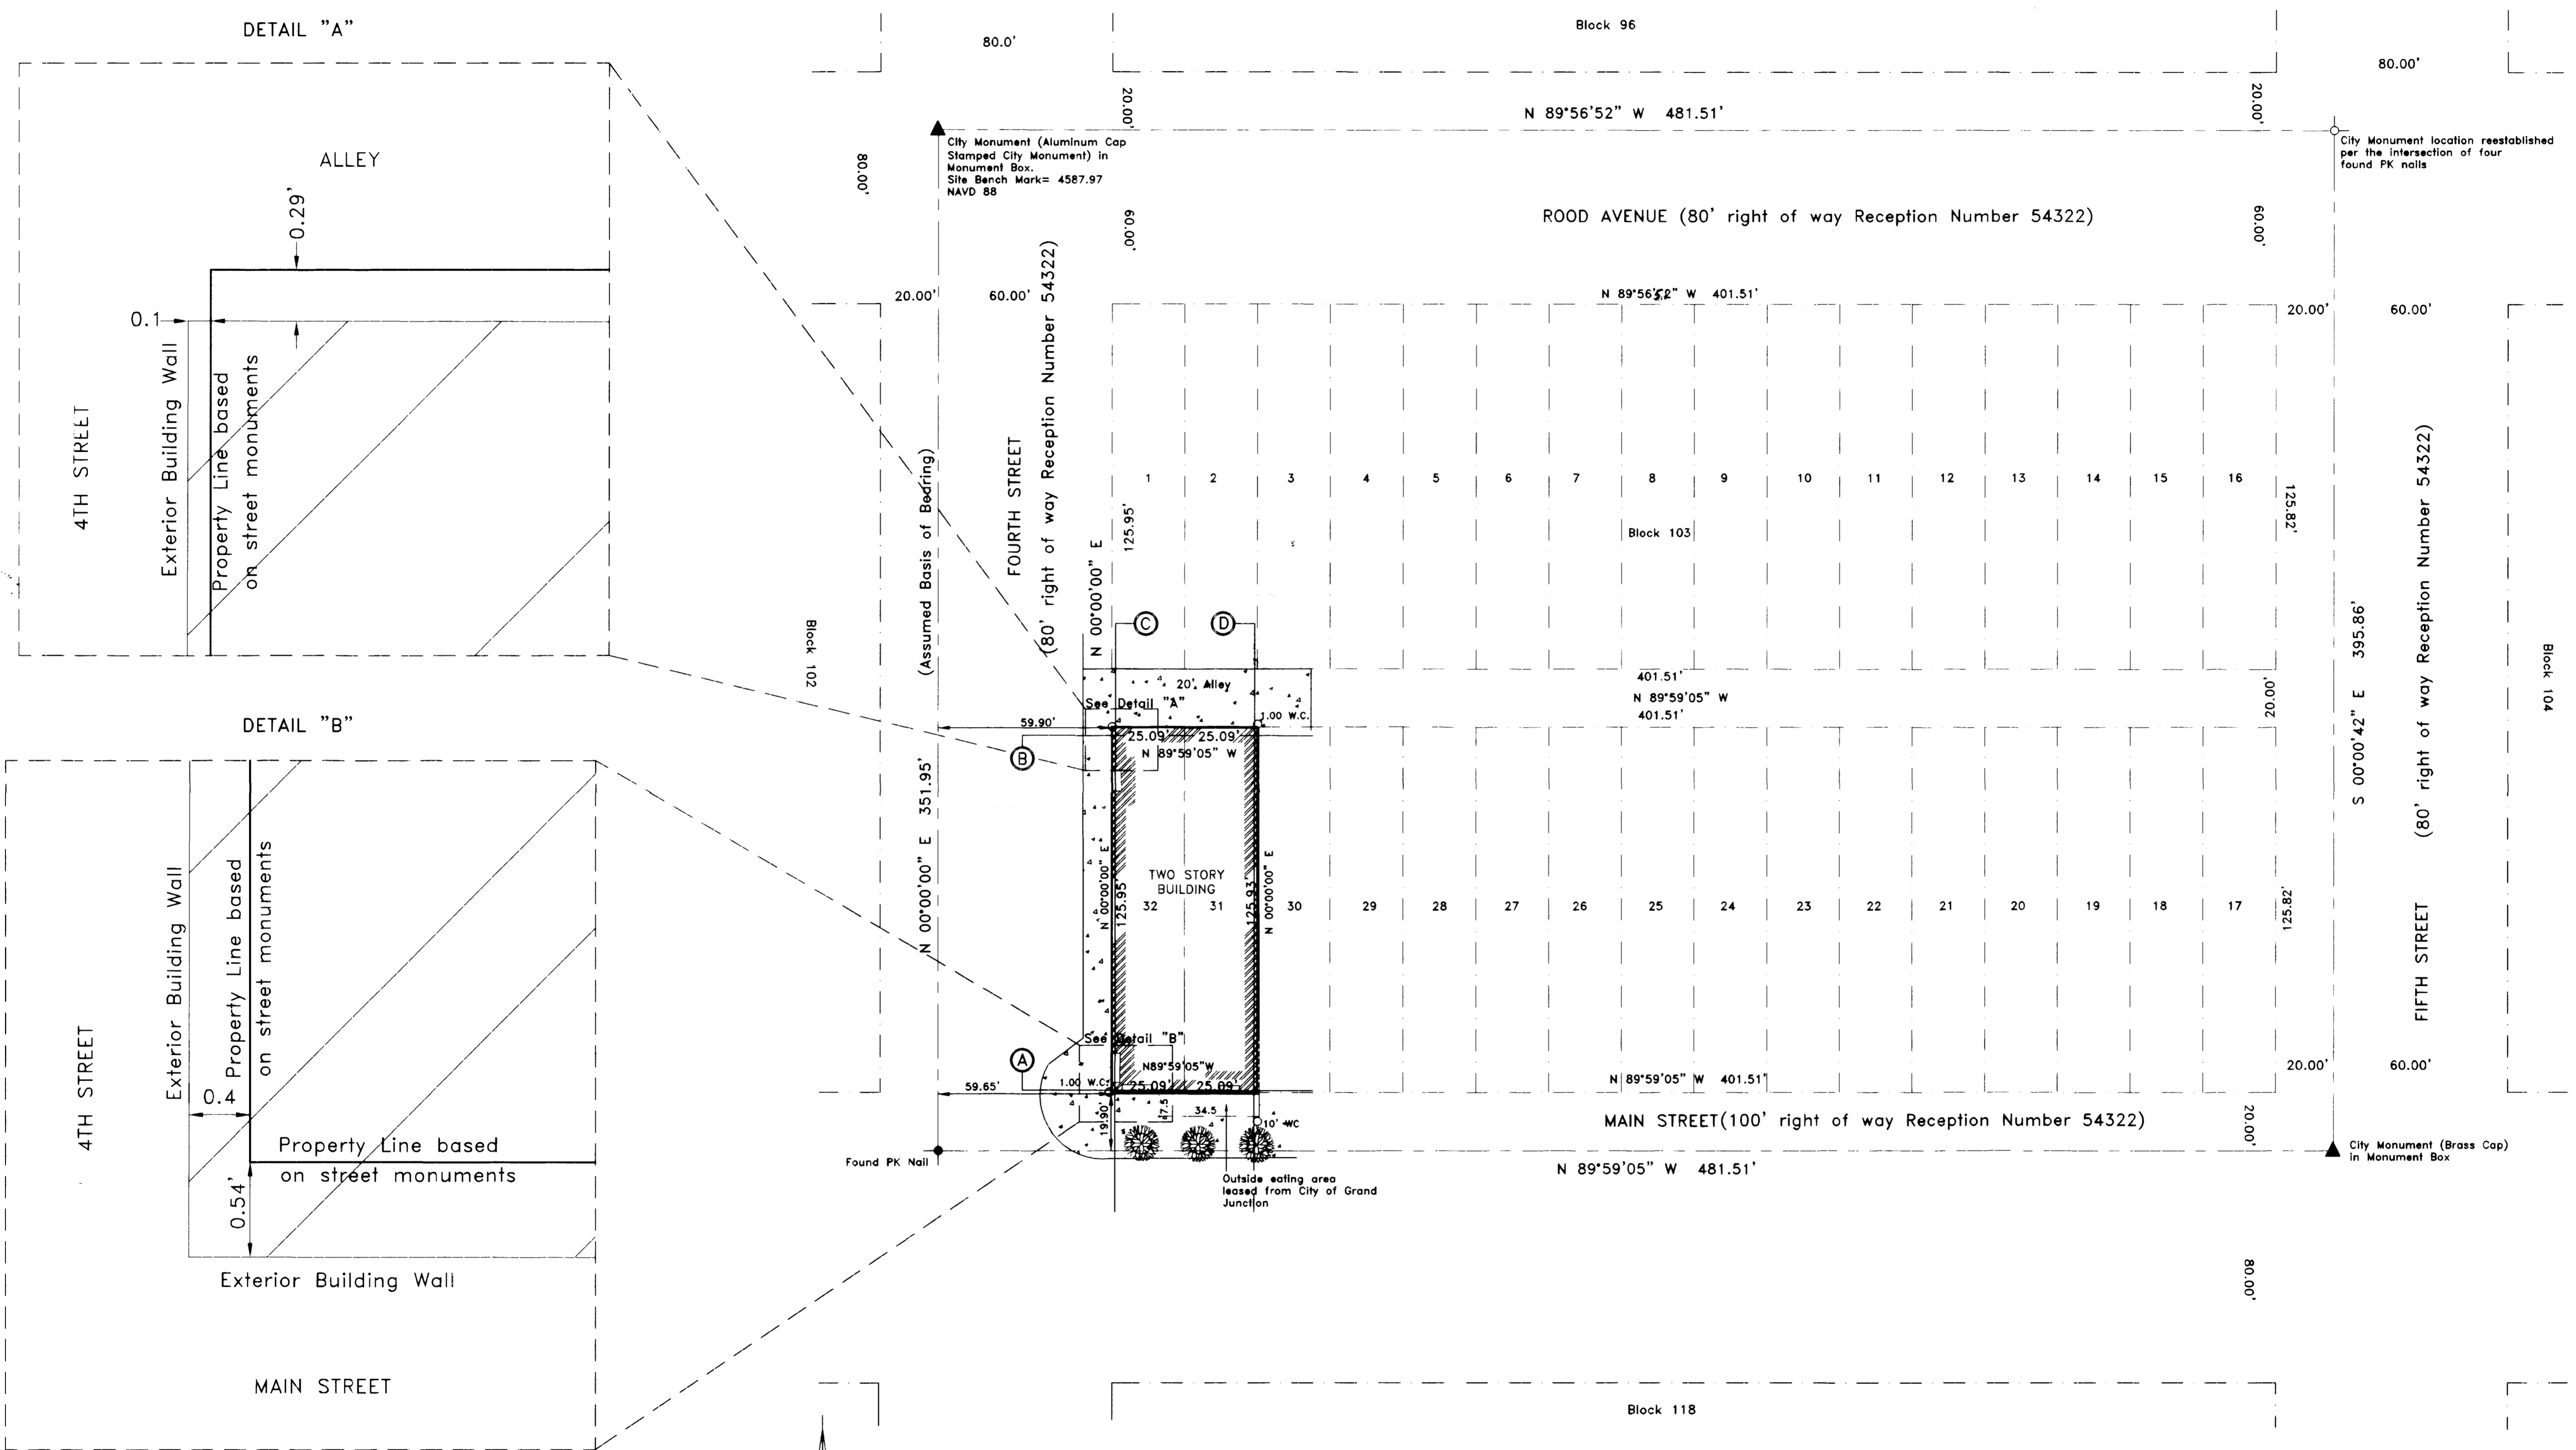 DETAIL "A"
ALLEY
0.29'
0.1
4TH STREET
Exterior Building Wall
Property Line based
on street monuments
DETAIL "B"
4TH STREET
Exterior Building Wall
Property Line based
on street monuments
0.4
Property Line based
on street monuments
0.54'
Exterior Building Wall
MAIN STREET
80.0'
Block 96
80.00'
20.00'
N 89°56'52" W 481.51'
20.00'
City Monument (Aluminum Cap
Stamped City Monument) in
Monument Box.
Site Bench Mark= 4587.97
NAVD 88
80.00'
City Monument location reestablished
per the intersection of four
found PK nails
60.00'
ROOD AVENUE (80' right of way Reception Number 54322)
60.00'
20.00'
60.00'
N 89°56'52" W 401.51'
20.00'
60.00'
(Assumed Basis of Bearing)
FOURTH STREET
(80' right of way Reception Number 54322)
N 00°00'00" E
125.95'
1 2 3 4 5 6 7 8 9 10 11 12 13 14 15 16
125.82'
Block 103
Block 102
Block 104
S 00°00'42" E 395.86'
FIFTH STREET (80' right of way Reception Number 54322)
C
D
20' Alley
401.51'
N 89°59'05" W
401.51'
20.00'
See Detail "A"
1.00 W.C.
59.90'
25.09' 25.09'
N 89°59'05" W
B
N 00°00'00" E 351.95'
N 00°00'00" E
125.95'
TWO STORY
BUILDING
125.93'
N 00°00'00" E
32 31 30 29 28 27 26 25 24 23 22 21 20 19 18 17
125.82'
See Detail "B"
A
N89°59'05"W
59.65'
1.00 W.C.
25.09' 25.09'
N 89°59'05" W 401.51'
20.00'
60.00'
19.90'
34.5
10' WC
MAIN STREET(100' right of way Reception Number 54322)
20.00'
Found PK Nail
N 89°59'05" W 481.51'
City Monument (Brass Cap)
in Monument Box
Outside eating area
leased from City of Grand
Junction
80.00'
Block 118